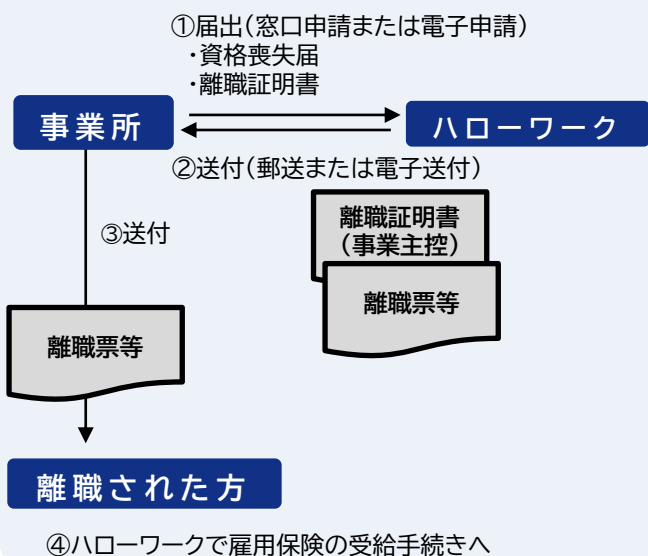 ①届出(窓口申請または電子申請)
・資格喪失届
・離職証明書
事業所
ハローワーク
②送付(郵送または電子送付)
③送付
離職証明書
(事業主控)
離職票等
離職票等
離職された方
④ハローワークで雇用保険の受給手続きへ